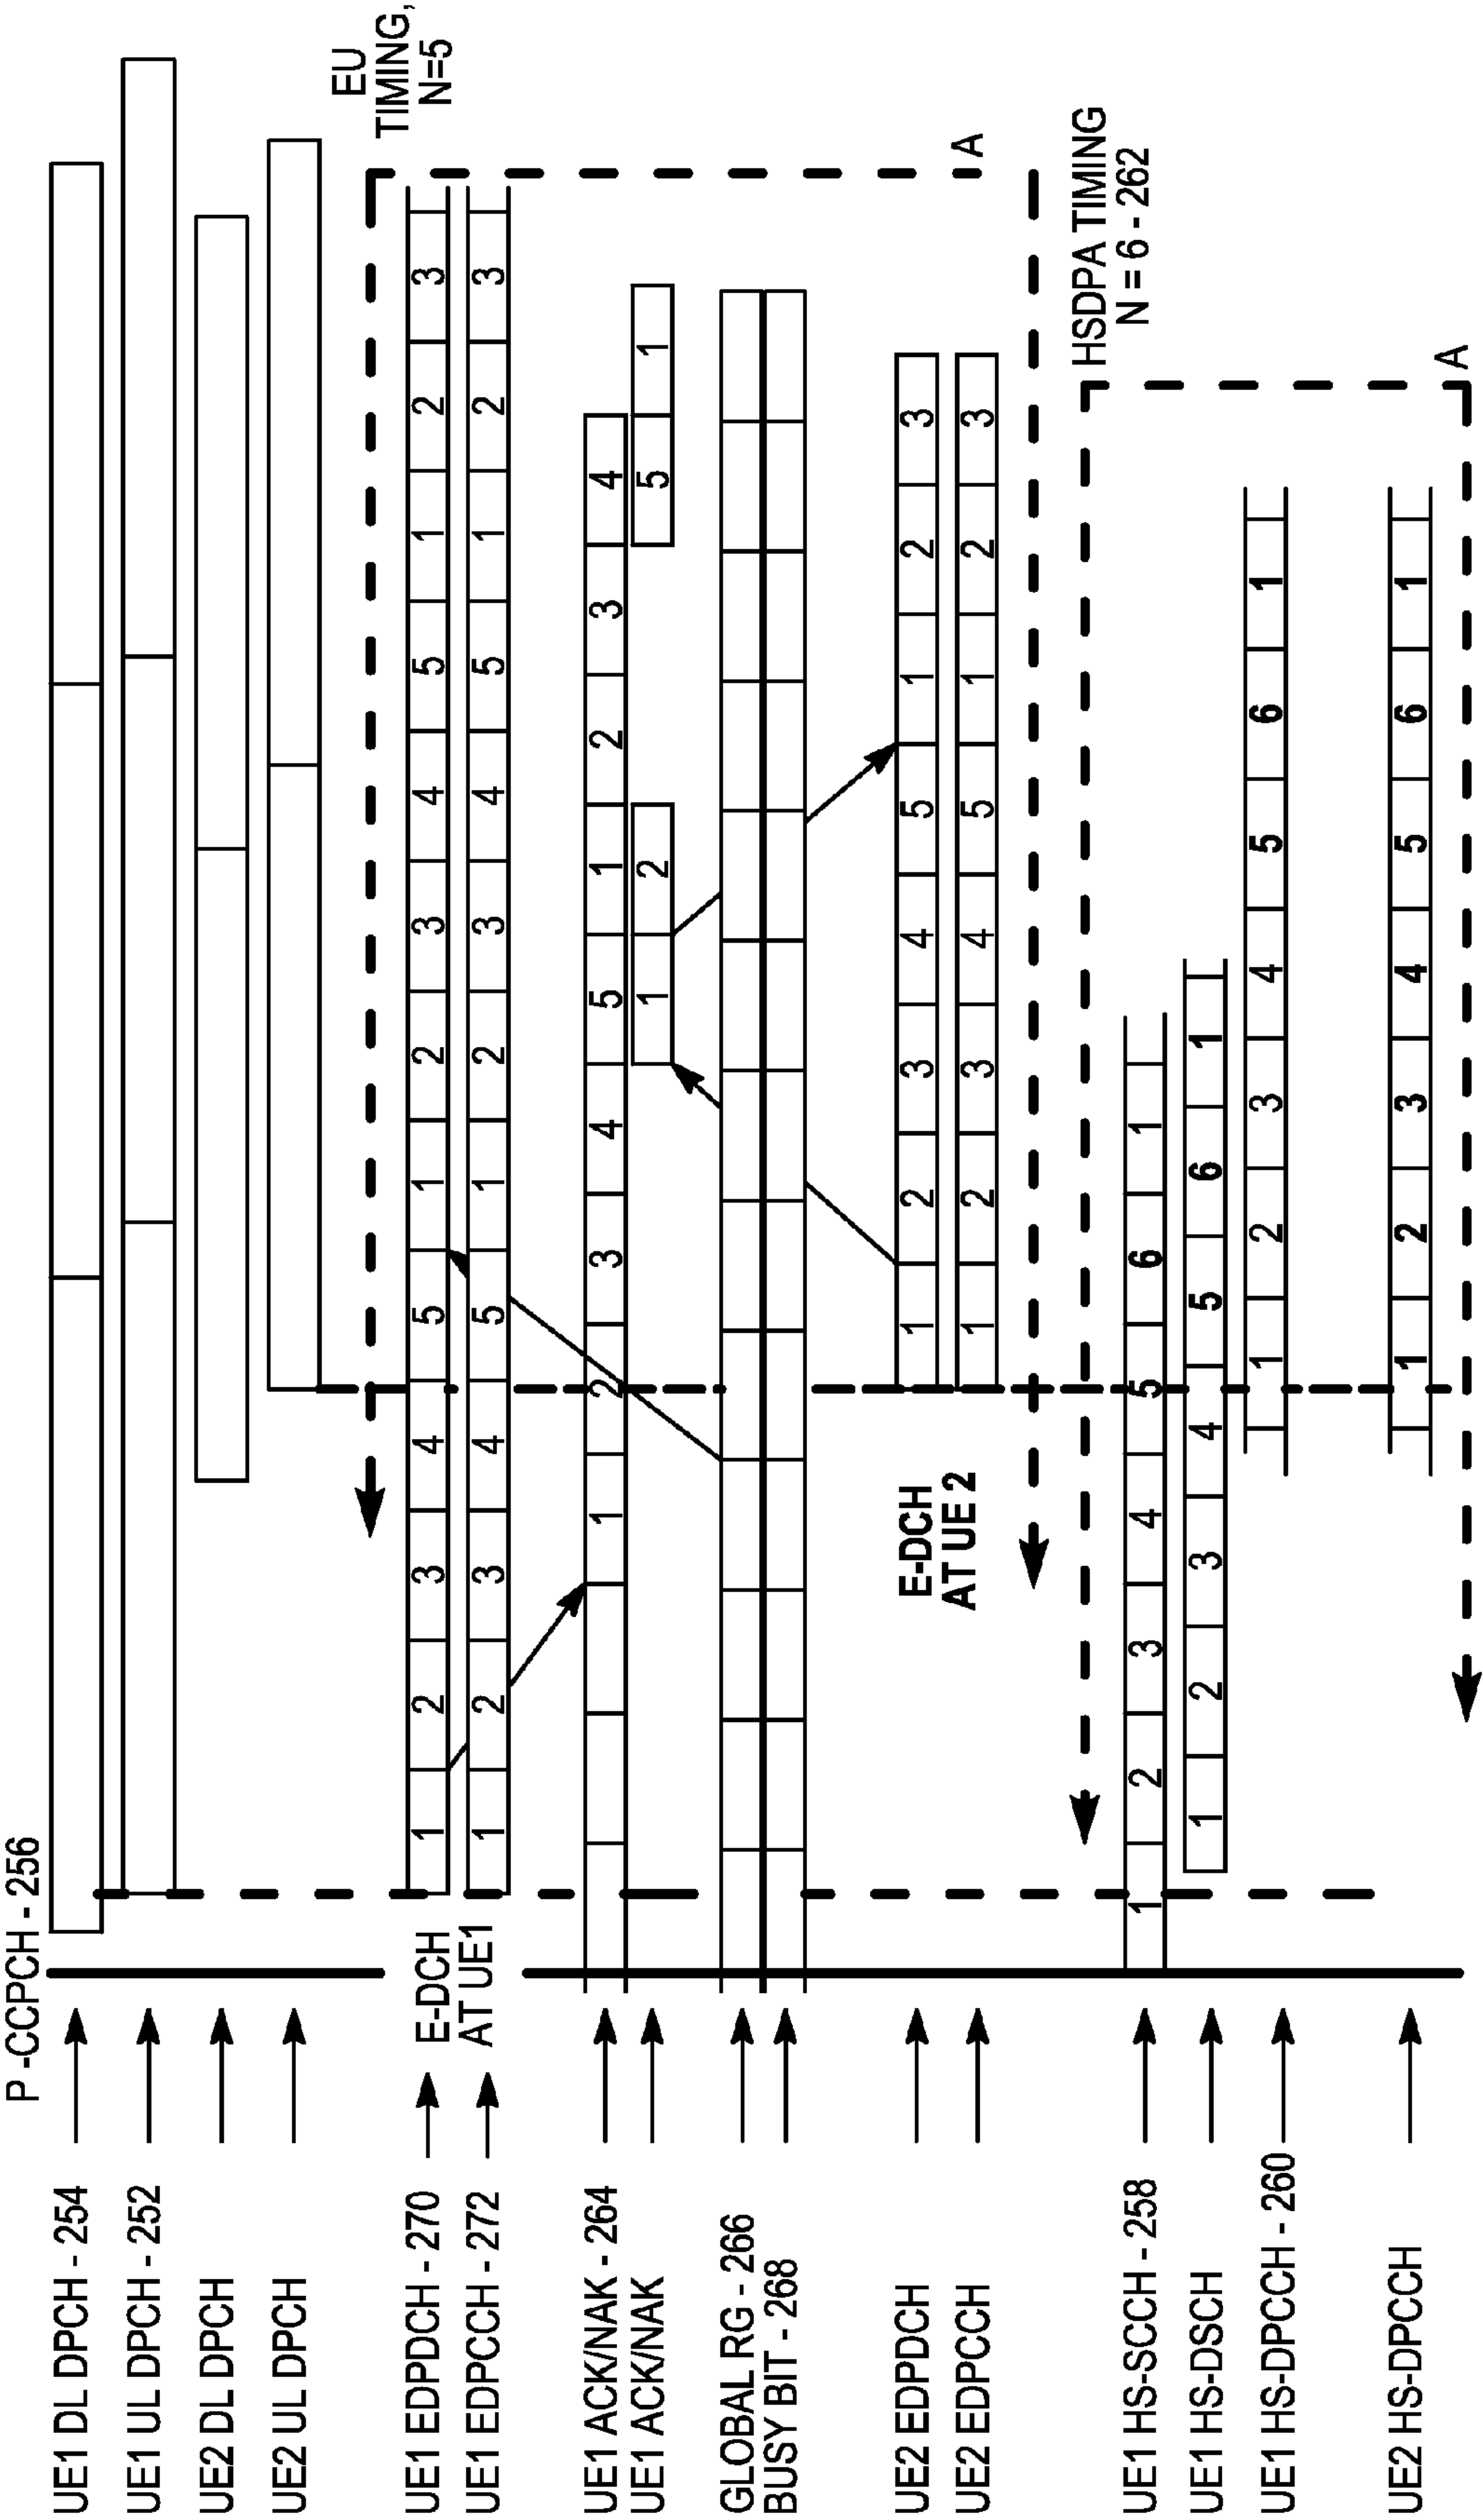 P -CCPCH - 256
UE1 DL DPCH - 254
UE1 UL DPCH - 252
UE2 DL DPCH
UE2 UL DPCH
EU
TIMING,
N=5
UE1 EDPDCH - 270
E-DCH
1 2 3 4 5 1 2 3 4 5 1 2 3
UE1 EDPCCH - 272
AT UE1
1 2 3 4 5 1 2 3 4 5 1 2 3
UE1 ACK/NAK - 264
1 2 3 4 5 1 2 3 4
UE1 ACK/NAK
1 2 5 1
GLOBAL RG - 266
BUSY BIT - 268
UE2 EDPDCH
E-DCH
1 2 3 4 5 1 2 3
UE2 EDPCCH
AT UE 2
1 2 3 4 5 1 2 3
A
HSDPA TIMING
N = 6 - 262
UE1 HS-SCCH - 258
1 2 3 4 5 6 1
UE1 HS-DSCH
1 2 3 4 5 6 1
UE1 HS-DPCCH - 260
1 2 3 4 5 6 1
UE2 HS-DPCCH
1 2 3 4 5 6 1
A